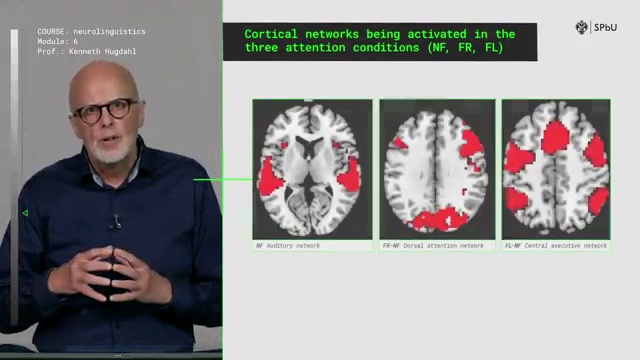 COURSE: neurolinguistics
Module: 6
Prof.: Kenneth Hugdahl
Cortical networks being activated in the
three attention conditions (NF, FR, FL)
SPbU
NF Auditory network
FR-NF Dorsal attention network
FL-NF Central executive network